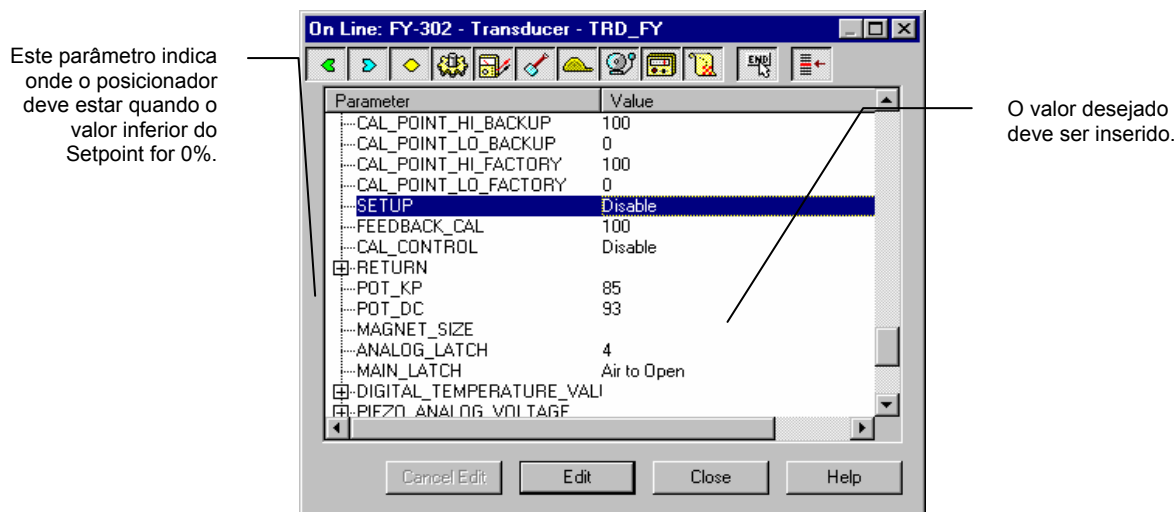 Este parâmetro indica
onde o posicionador
deve estar quando o
valor inferior do
Setpoint for 0%.
On Line: FY-302 - Transducer - TRD_FY
END
Parameter Value
CAL_POINT_HI_BACKUP 100
CAL_POINT_LO_BACKUP 0
CAL_POINT_HI_FACTORY 100
CAL_POINT_LO_FACTORY 0
SETUP Disable
FEEDBACK_CAL 100
CAL_CONTROL Disable
RETURN
POT_KP 85
POT_DC 93
MAGNET_SIZE
ANALOG_LATCH 4
MAIN_LATCH Air to Open
DIGITAL_TEMPERATURE_VALU
PIEZO_ANALOG_VOLTAGE
Cancel Edit Edit Close Help
O valor desejado
deve ser inserido.